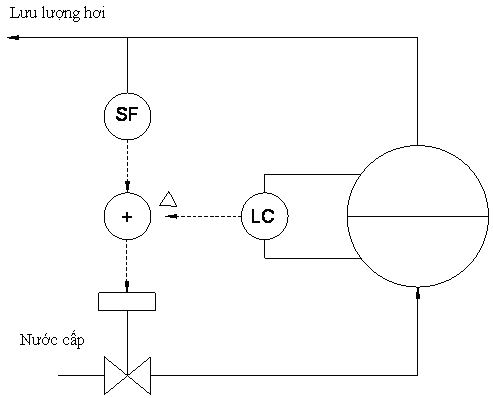 Lưu lượng hơi
SF
+
Δ
LC
Nước cấp